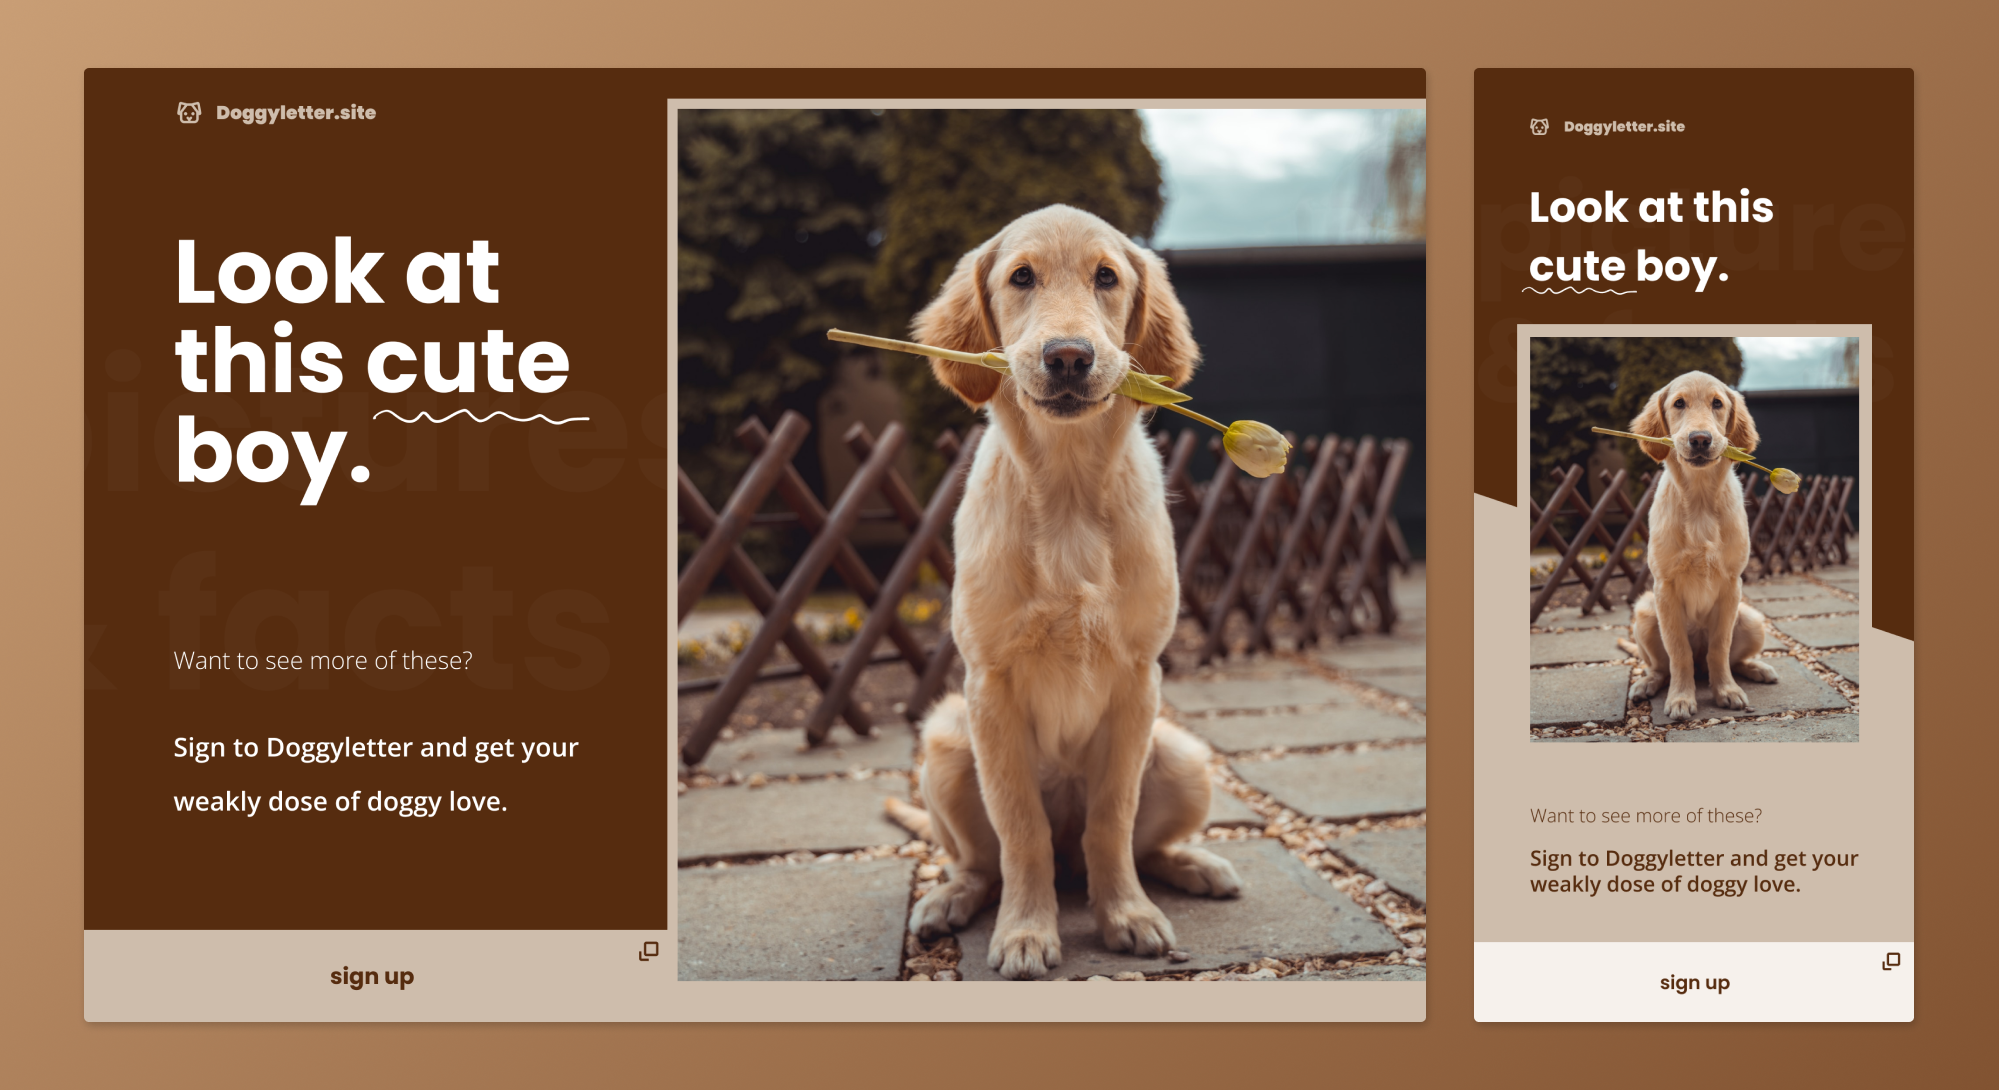 Doggyletter.site
Look at
this cute
boy.
pictures
& facts
Want to see more of these?
Sign to Doggyletter and get your
weakly dose of doggy love.
sign up
Doggyletter.site
Look at this
cute boy.
Want to see more of these?
Sign to Doggyletter and get your
weakly dose of doggy love.
sign up